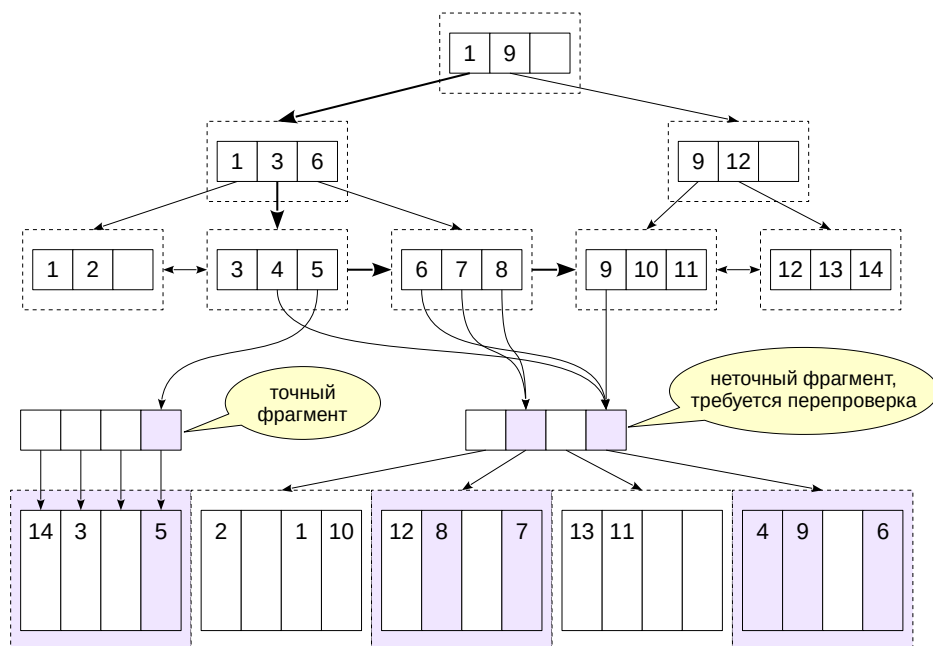 1 9
1 3 6
9 12
1 2
3 4 5
6 7 8
9 10 11
12 13 14
точный
фрагмент
неточный фрагмент,
требуется перепроверка
14 3 5
2 1 10
12 8 7
13 11
4 9 6